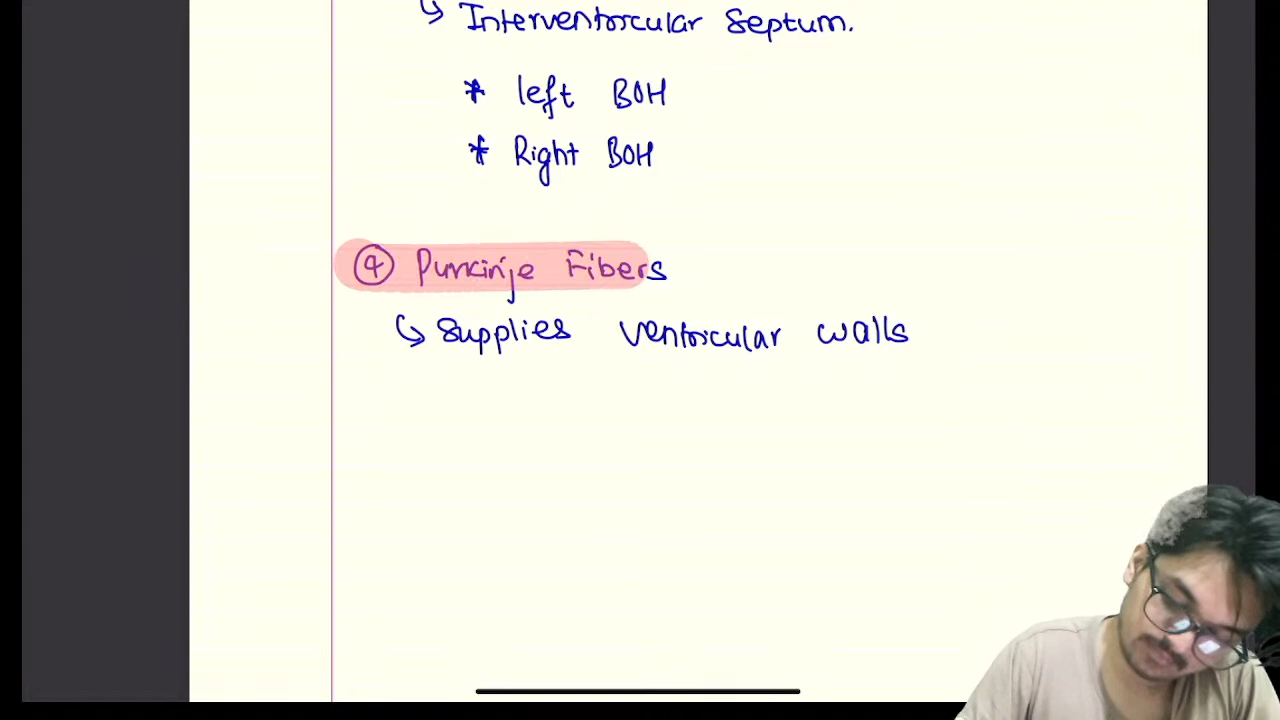 ↳ Interventricular Septum.
* left BOH
* Right BOH
④ Purkinje Fibers
↳ Supplies ventricular walls